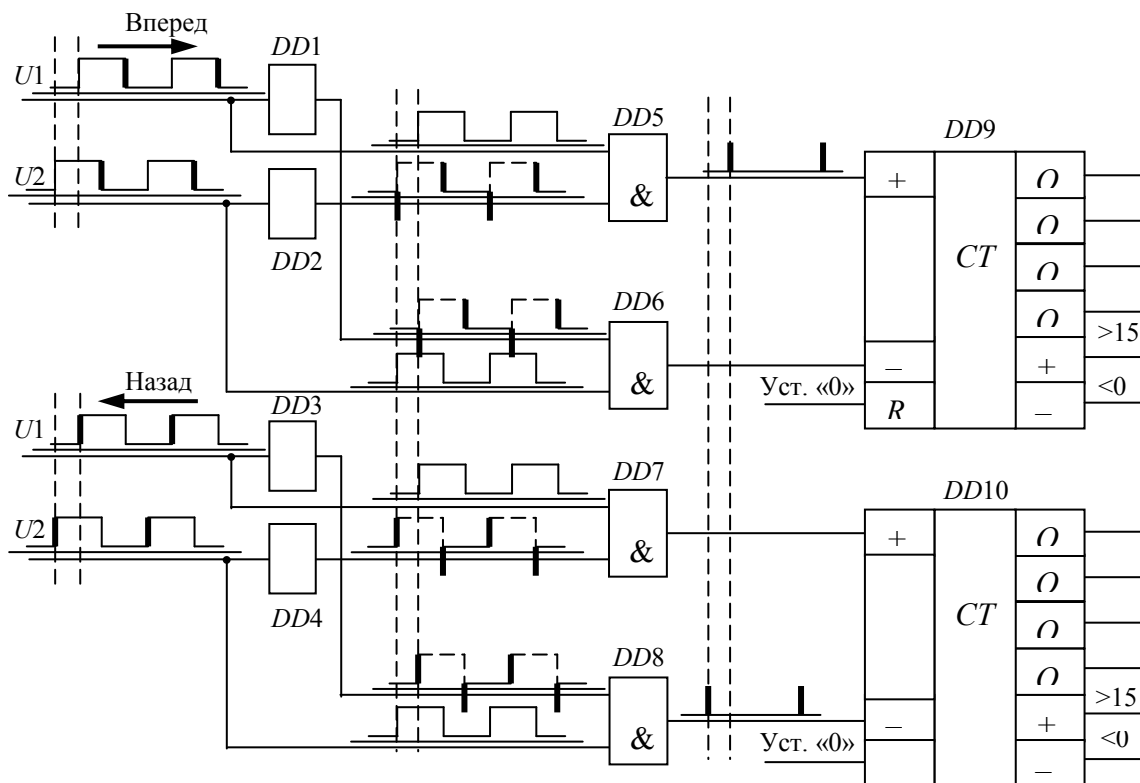 Вперед
U1
DD1
U2
DD2
DD5
&
DD6
&
DD9
+
–
R
CT
Q
Q
Q
Q
+
–
>15
<0
Уст. «0»
Назад
U1
DD3
U2
DD4
DD7
&
DD8
&
DD10
+
–
CT
Q
Q
Q
Q
+
–
>15
<0
Уст. «0»